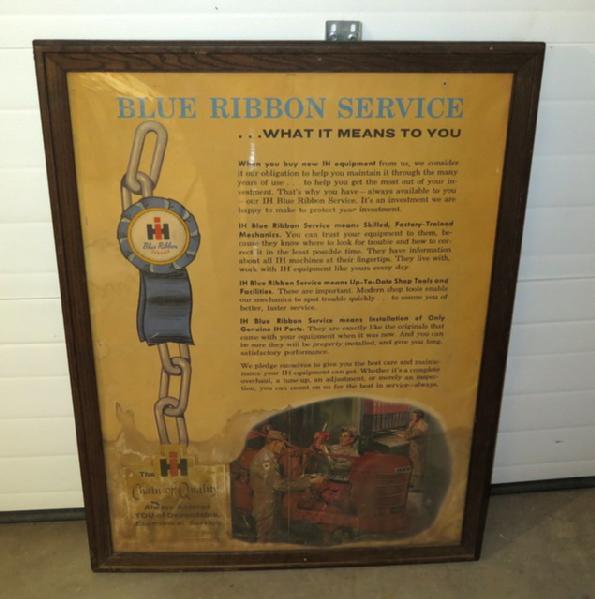 BLUE RIBBON SERVICE
...WHAT IT MEANS TO YOU
When you buy new IH equipment from us, we consider
it our obligation to help you maintain it through the many
years of use . . . to help you get the most out of your in-
vestment. That's why you have—always available to you
—our IH Blue Ribbon Service. It's an investment we are
happy to make to protect your investment.
IH Blue Ribbon Service means Skilled, Factory-Trained
Mechanics. You can trust your equipment to them, be-
cause they know where to look for trouble and how to cor-
rect it in the least possible time. They have information
about all IH machines at their fingertips. They live with,
work with IH equipment like yours every day.
IH Blue Ribbon Service means Up-To-Date Shop Tools and
Facilities. These are important. Modern shop tools enable
our mechanics to spot trouble quickly . . . to assure you of
better, faster service.
IH Blue Ribbon Service means Installation of Only
Genuine IH Parts. They are exactly like the originals that
came with your equipment when it was new. And you can
be sure they will be properly installed, and give you long,
satisfactory performance.
We pledge ourselves to give you the best care and mainte-
nance your IH equipment can get. Whether it's a complete
overhaul, a tune-up, an adjustment, or merely an inspec-
tion, you can count on us for the best in service—always.
IH
Blue Ribbon
SERVICE
The IH
Chain of Quality
Always Assures
YOU of Dependable,
Economical Service